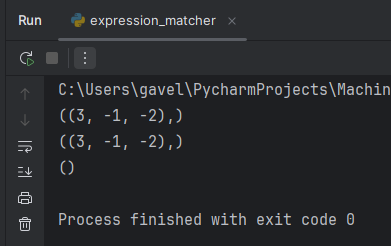 Run
expression_matcher
C:\Users\gavel\PycharmProjects\Machin
((3, -1, -2),)
((3, -1, -2),)
()
Process finished with exit code 0